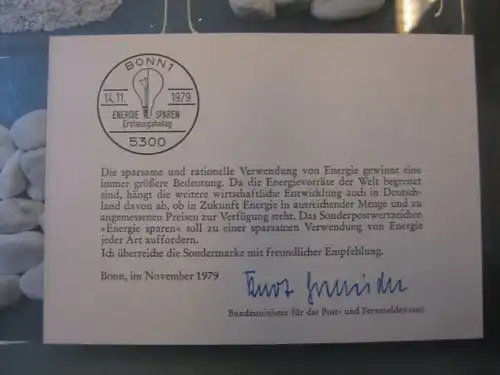 BONN 1
14.11. 1979
ENERGIE SPAREN
Erstausgabetag
5300
Die sparsame und rationelle Verwendung von Energie gewinnt eine
immer größere Bedeutung. Da die Energievorräte der Welt begrenzt
sind, hängt die weitere wirtschaftliche Entwicklung auch in Deutsch-
land davon ab, ob in Zukunft Energie in ausreichender Menge und zu
angemessenen Preisen zur Verfügung steht. Das Sonderpostwertzeichen
»Energie sparen« soll zu einer sparsamen Verwendung von Energie
jeder Art auffordern.
Ich überreiche die Sondermarke mit freundlicher Empfehlung.
Bonn, im November 1979
Kurt Gscheidle
Bundesminister für das Post- und Fernmeldewesen